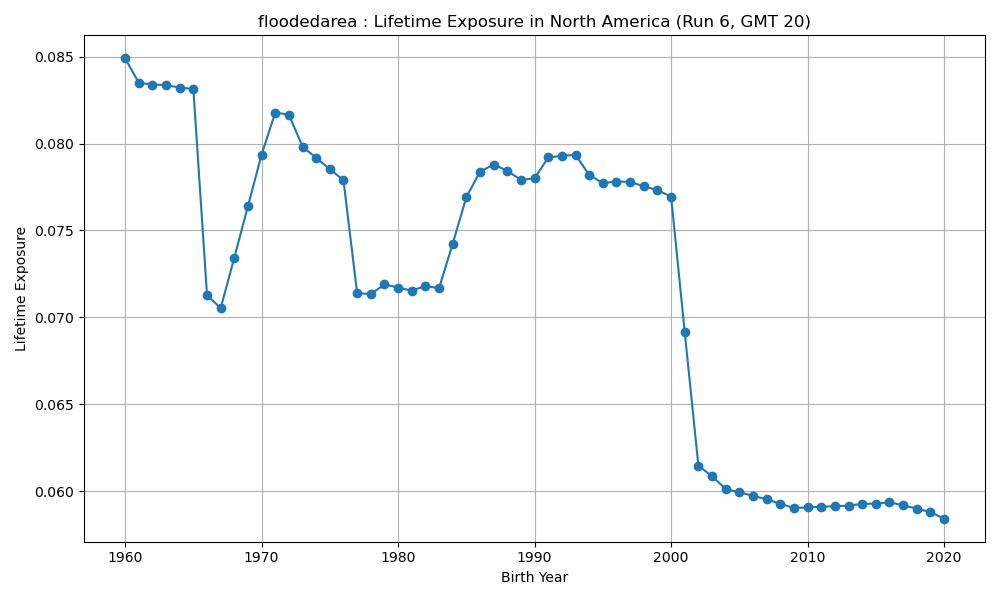 floodedarea : Lifetime Exposure in North America (Run 6, GMT 20)
0.085
0.080
0.075
0.070
0.065
0.060
Lifetime Exposure
1960 1970 1980 1990 2000 2010 2020
Birth Year